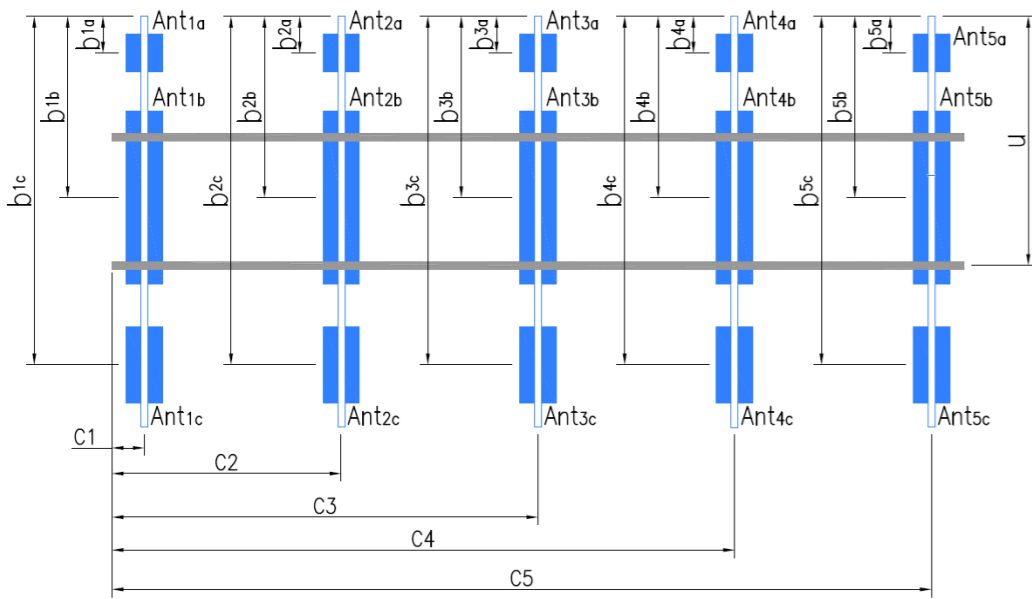 Ant1a
Ant2a
Ant3a
Ant4a
Ant5a
b1a
b2a
b3a
b4a
b5a
Ant1b
Ant2b
Ant3b
Ant4b
Ant5b
b1b
b2b
b3b
b4b
b5b
u
b1c
b2c
b3c
b4c
b5c
Ant1c
Ant2c
Ant3c
Ant4c
Ant5c
C1
C2
C3
C4
C5